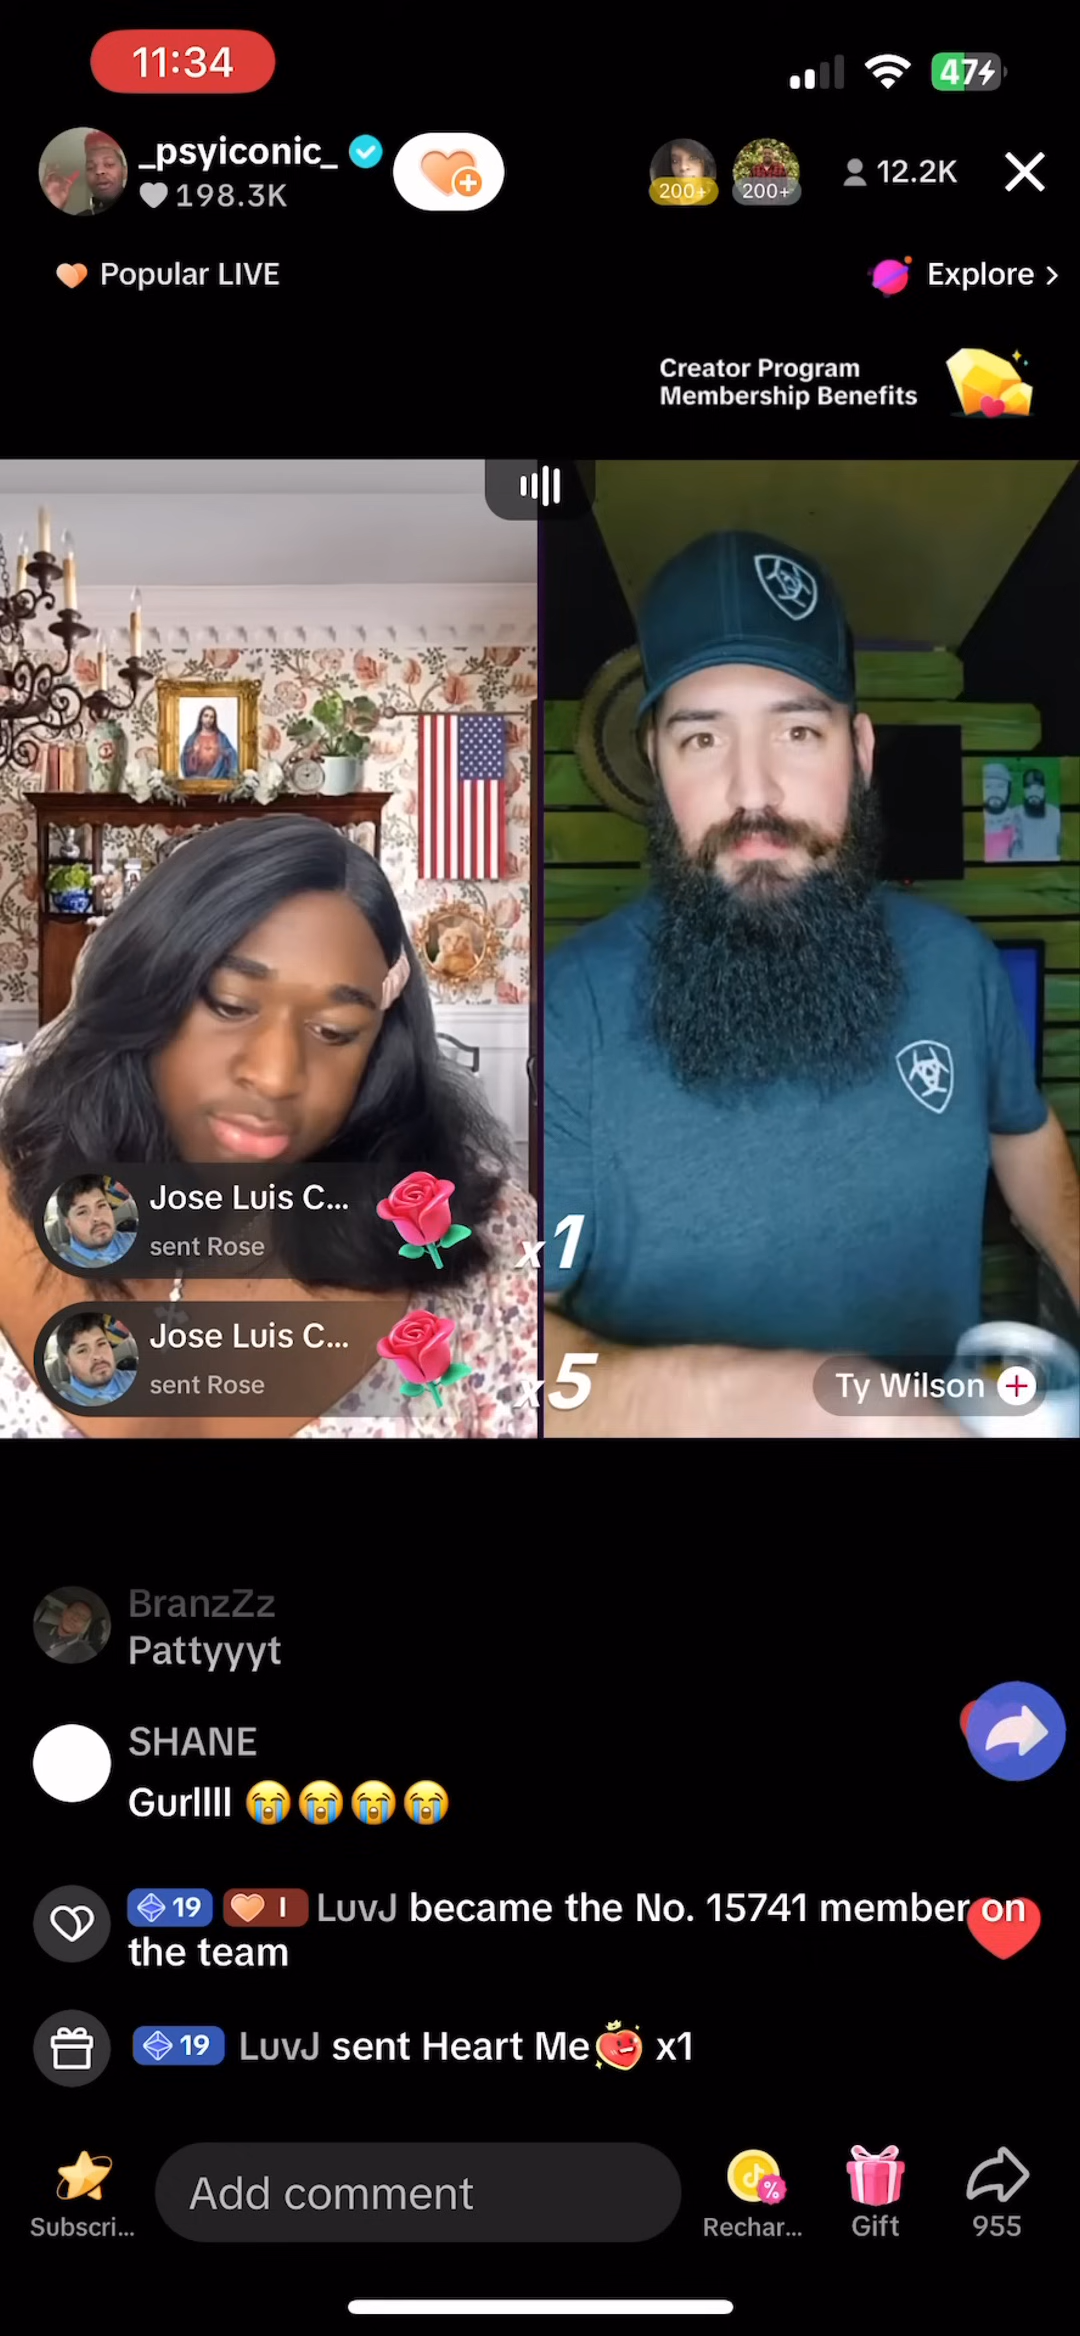 11:34
47
_psyiconic_
198.3K
200+
200+
12.2K
Popular LIVE
Explore >
Creator Program
Membership Benefits
Jose Luis C...
sent Rose
x1
Jose Luis C...
sent Rose
x5
Ty Wilson
BranzZz
Pattyyyt
SHANE
Gurllll 😭😭😭😭
19 I LuvJ became the No. 15741 member on
the team
19 LuvJ sent Heart Me x1
Add comment
Subscri...
Rechar...
Gift
955